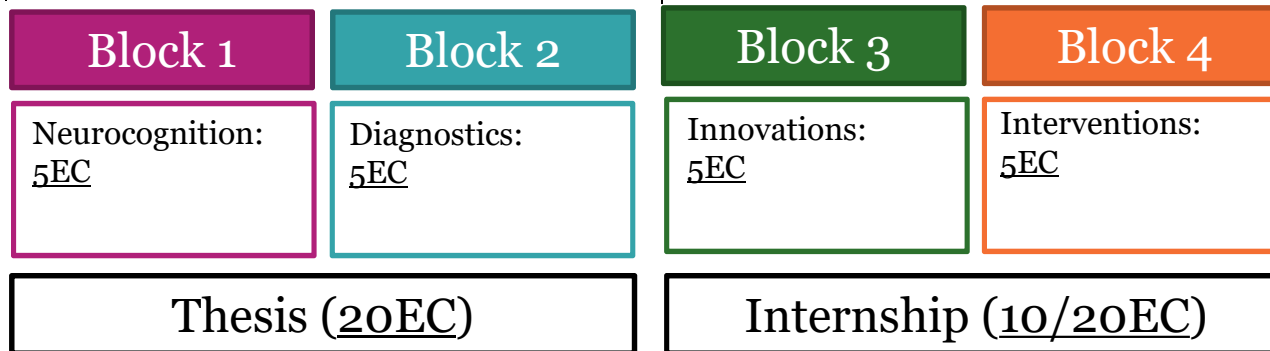 Block 1
Block 2
Block 3
Block 4
Neurocognition:
5EC
Diagnostics:
5EC
Innovations:
5EC
Interventions:
5EC
Thesis (20EC)
Internship (10/20EC)